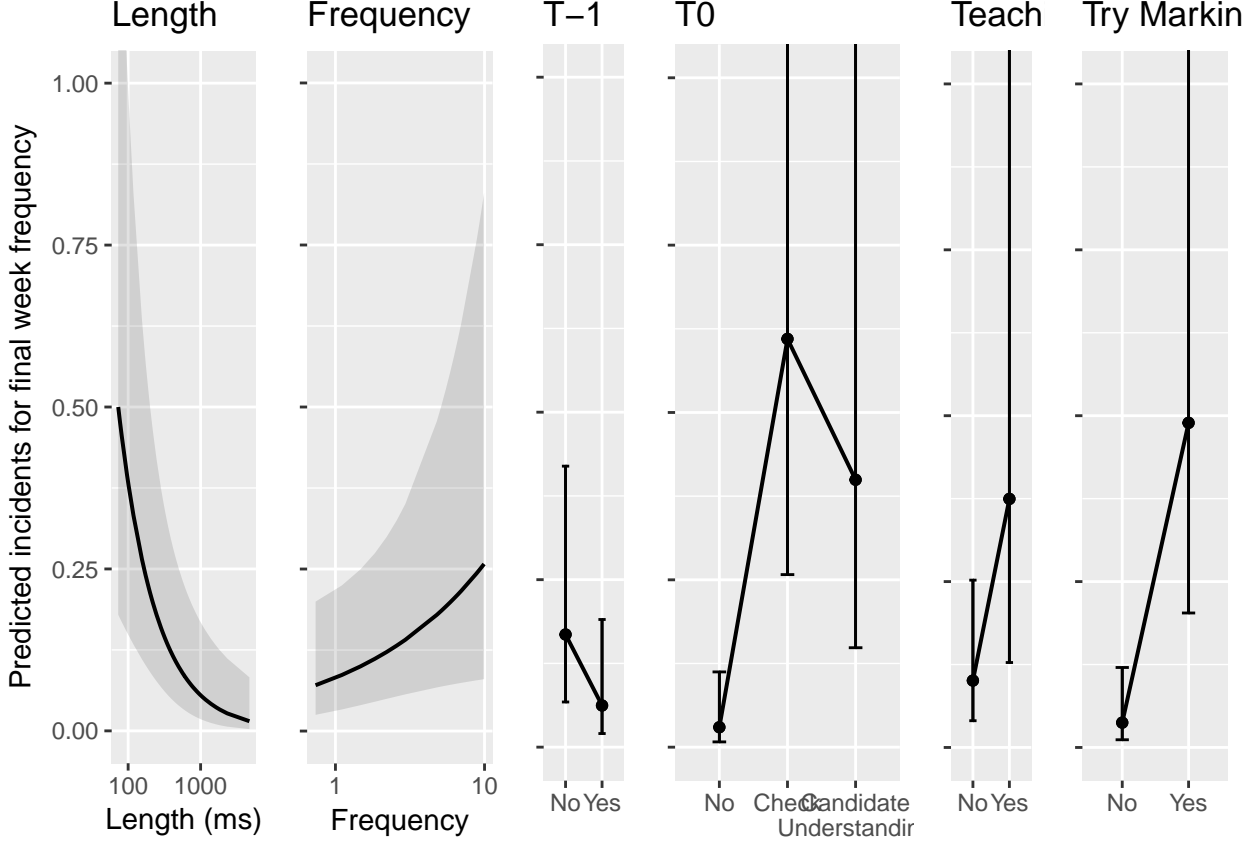 Length Frequency T−1 T0 Teach Try Markin
Predicted incidents for final week frequency
1.00
0.75
0.50
0.25
0.00
100 1000 1 10 No Yes No Check Candidate No Yes No Yes
Understandin
Length (ms) Frequency